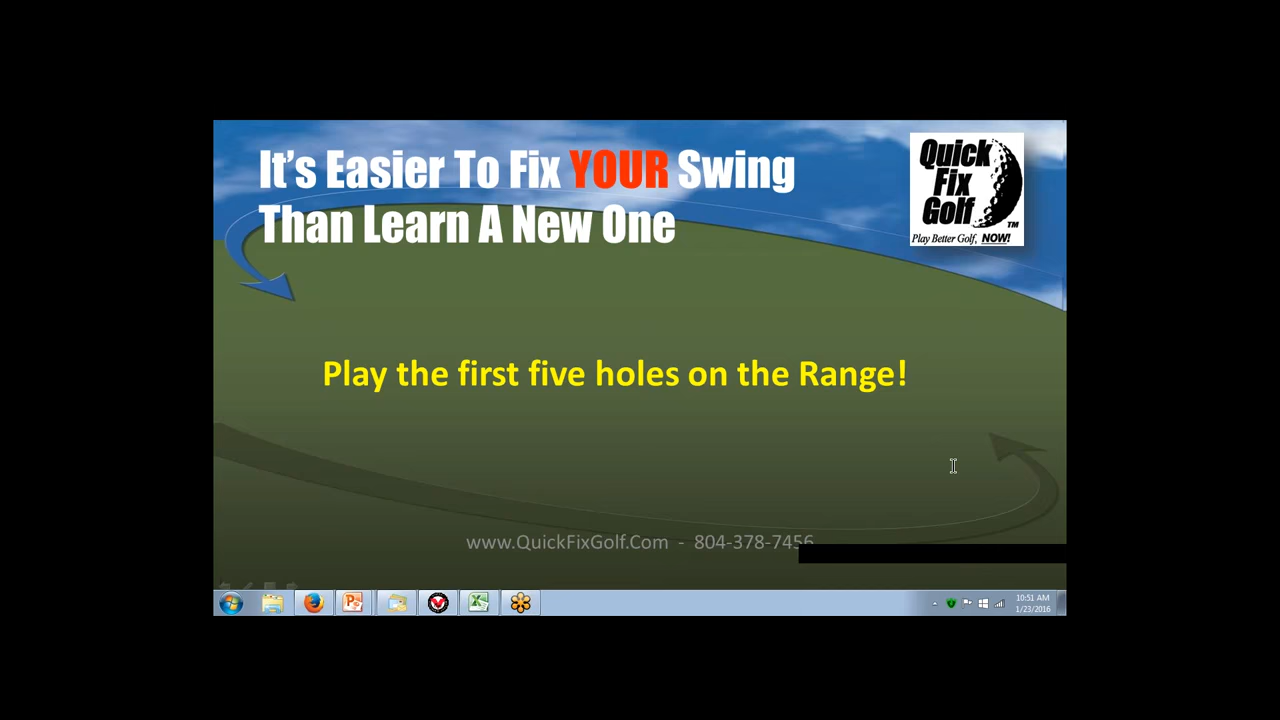 It's Easier To Fix YOUR Swing
Than Learn A New One
Quick
Fix
Golf
TM
Play Better Golf, NOW!
Play the first five holes on the Range!
www.QuickFixGolf.Com - 804-378-7456
10:51 AM
1/23/2016